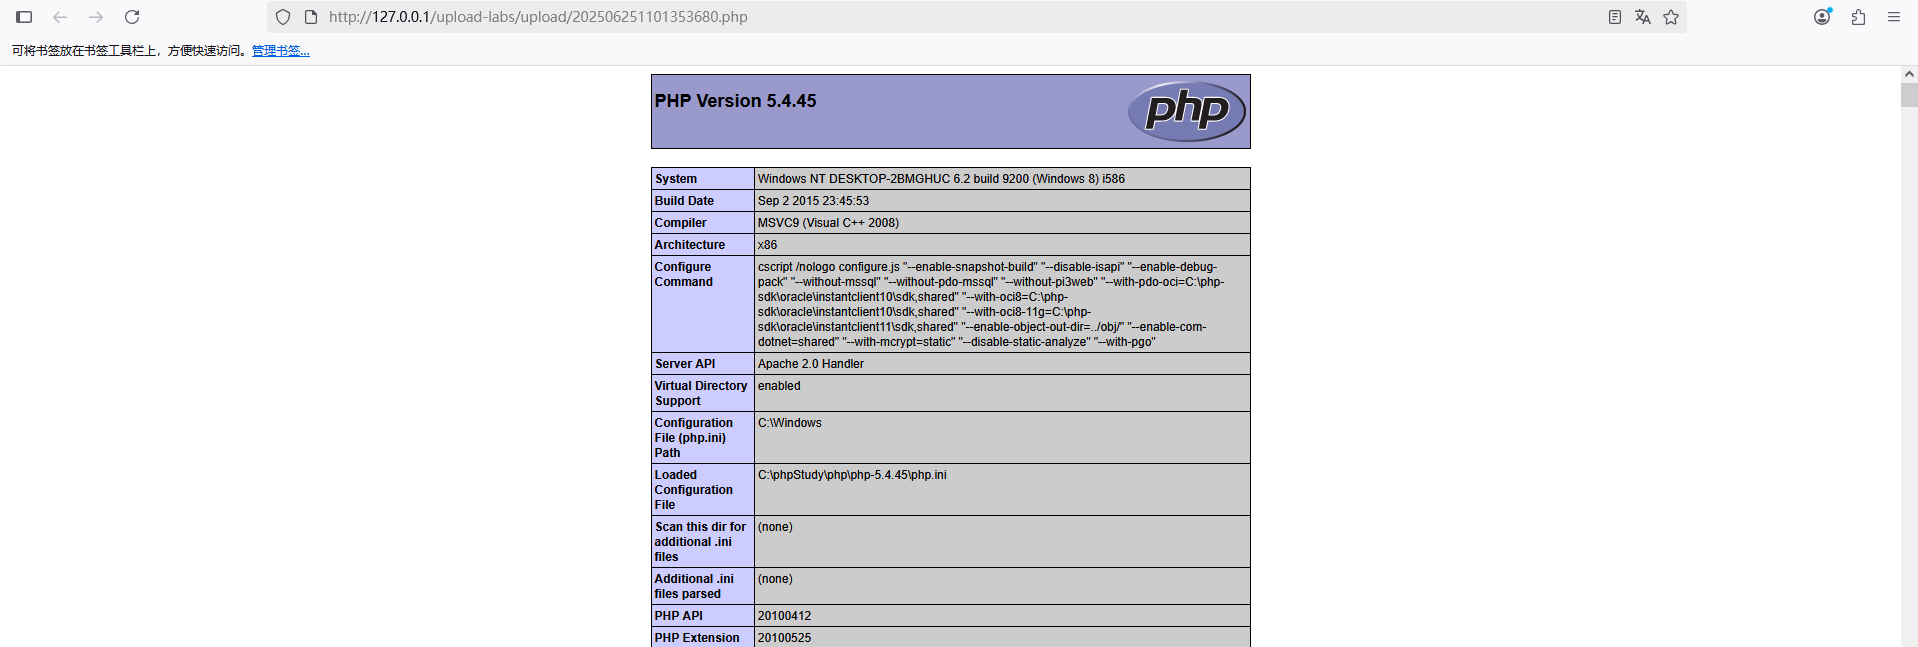 http://127.0.0.1/upload-labs/upload/202506251101353680.php
可将书签放在书签工具栏上，方便快速访问。管理书签...
PHP Version 5.4.45
php
System Windows NT DESKTOP-2BMGHUC 6.2 build 9200 (Windows 8) i586
Build Date Sep 2 2015 23:45:53
Compiler MSVC9 (Visual C++ 2008)
Architecture x86
Configure
Command
cscript /nologo configure.js "--enable-snapshot-build" "--disable-isapi" "--enable-debug-
pack" "--without-mssql" "--without-pdo-mssql" "--without-pi3web" "--with-pdo-oci=C:\php-
sdk\oracle\instantclient10\sdk,shared" "--with-oci8=C:\php-
sdk\oracle\instantclient10\sdk,shared" "--with-oci8-11g=C:\php-
sdk\oracle\instantclient11\sdk,shared" "--enable-object-out-dir=../obj/" "--enable-com-
dotnet=shared" "--with-mcrypt=static" "--disable-static-analyze" "--with-pgo"
Server API Apache 2.0 Handler
Virtual Directory
Support
enabled
Configuration
File (php.ini)
Path
C:\Windows
Loaded
Configuration
File
C:\phpStudy\php\php-5.4.45\php.ini
Scan this dir for
additional .ini
files
(none)
Additional .ini
files parsed
(none)
PHP API 20100412
PHP Extension 20100525